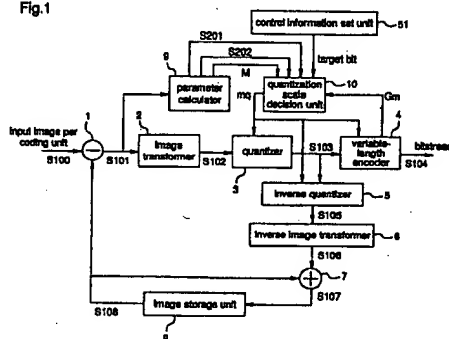 Fig.1
control information set unit
51
S201
S202
M
target bit
9
parameter calculator
10
quantization scale decision unit
mq
Gm
1
2
4
input image per coding unit
S100
S101
image transformer
S102
quantizer
3
S103
variable-length encoder
bitstream
S104
inverse quantizer
5
S105
inverse image transformer
6
S106
7
S107
S108
image storage unit
8